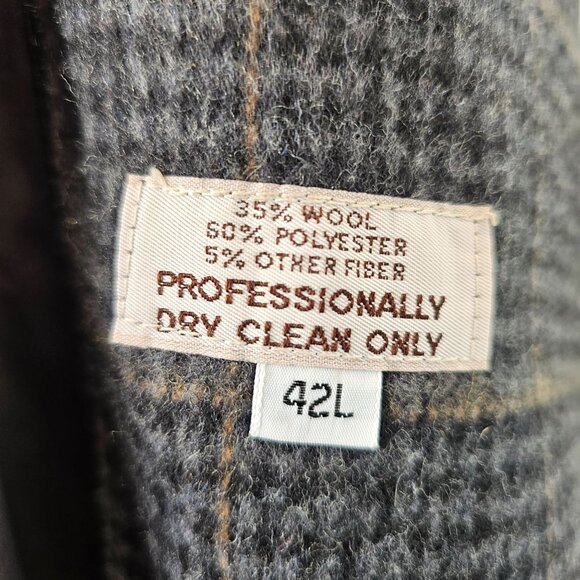 35% WOOL
60% POLYESTER
5% OTHER FIBER
PROFESSIONALLY
DRY CLEAN ONLY
42L